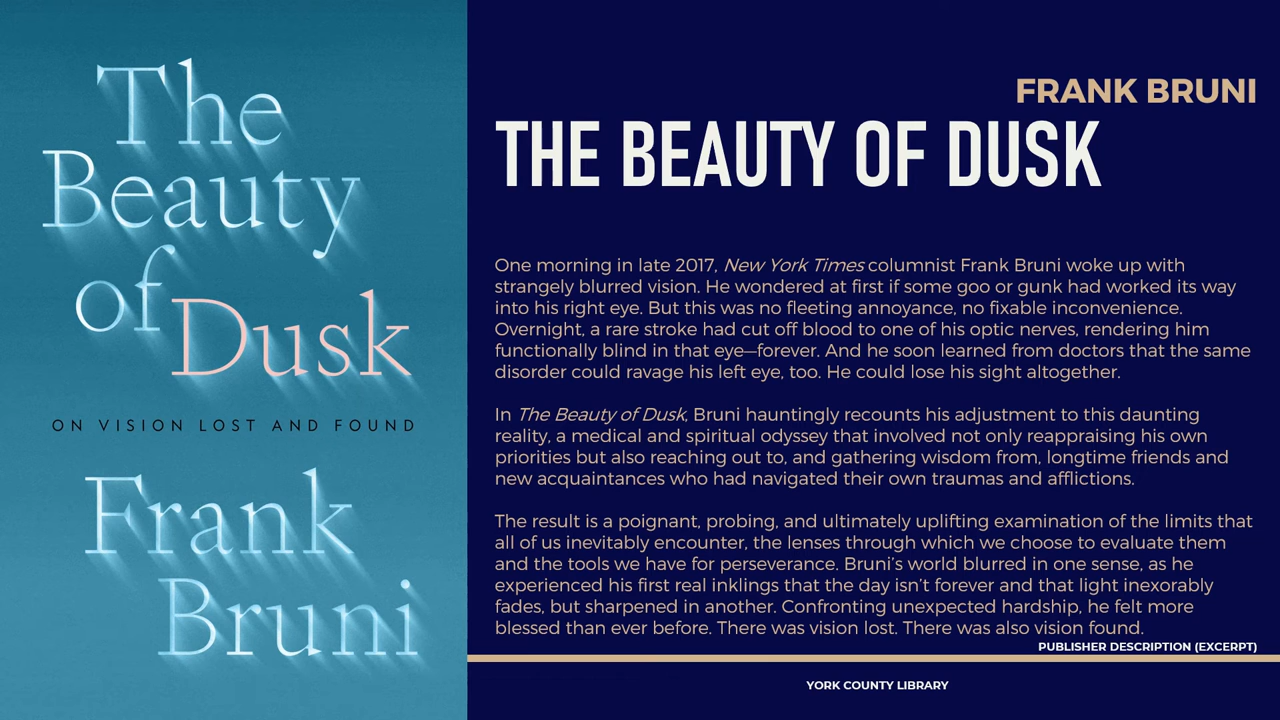 The
Beauty
of Dusk
ON VISION LOST AND FOUND
Frank
Bruni
FRANK BRUNI
THE BEAUTY OF DUSK
One morning in late 2017, New York Times columnist Frank Bruni woke up with
strangely blurred vision. He wondered at first if some goo or gunk had worked its way
into his right eye. But this was no fleeting annoyance, no fixable inconvenience.
Overnight, a rare stroke had cut off blood to one of his optic nerves, rendering him
functionally blind in that eye—forever. And he soon learned from doctors that the same
disorder could ravage his left eye, too. He could lose his sight altogether.
In The Beauty of Dusk, Bruni hauntingly recounts his adjustment to this daunting
reality, a medical and spiritual odyssey that involved not only reappraising his own
priorities but also reaching out to, and gathering wisdom from, longtime friends and
new acquaintances who had navigated their own traumas and afflictions.
The result is a poignant, probing, and ultimately uplifting examination of the limits that
all of us inevitably encounter, the lenses through which we choose to evaluate them
and the tools we have for perseverance. Bruni's world blurred in one sense, as he
experienced his first real inklings that the day isn't forever and that light inexorably
fades, but sharpened in another. Confronting unexpected hardship, he felt more
blessed than ever before. There was vision lost. There was also vision found.
PUBLISHER DESCRIPTION (EXCERPT)
YORK COUNTY LIBRARY